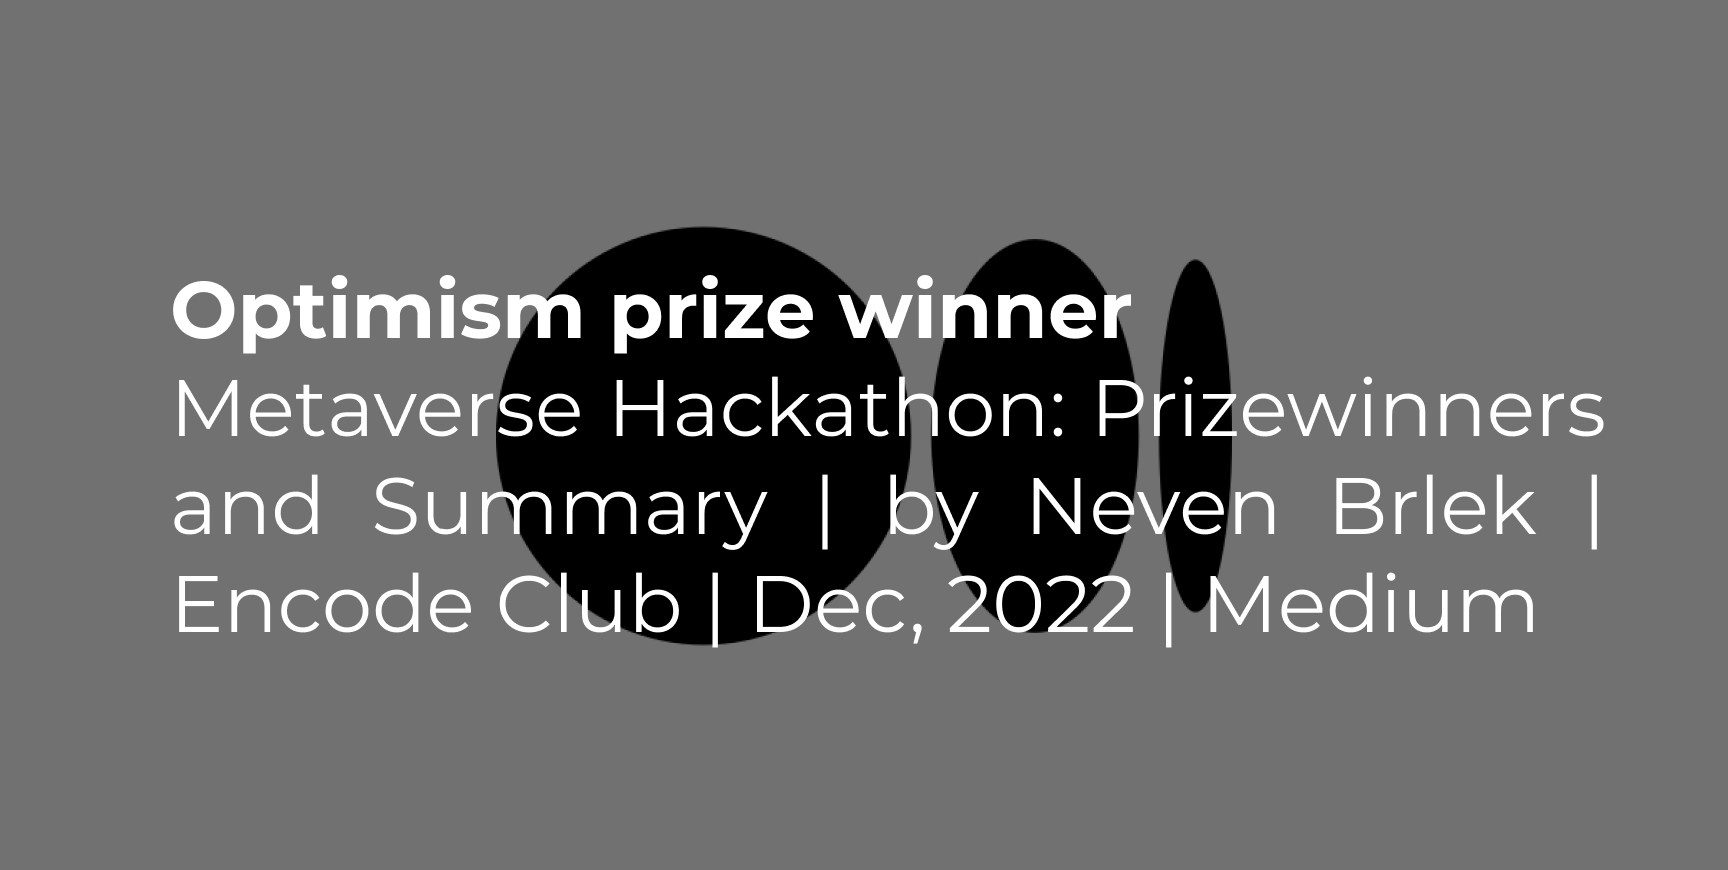 Optimism prize winner
Metaverse Hackathon: Prizewinners
and Summary | by Neven Brlek |
Encode Club | Dec, 2022 | Medium